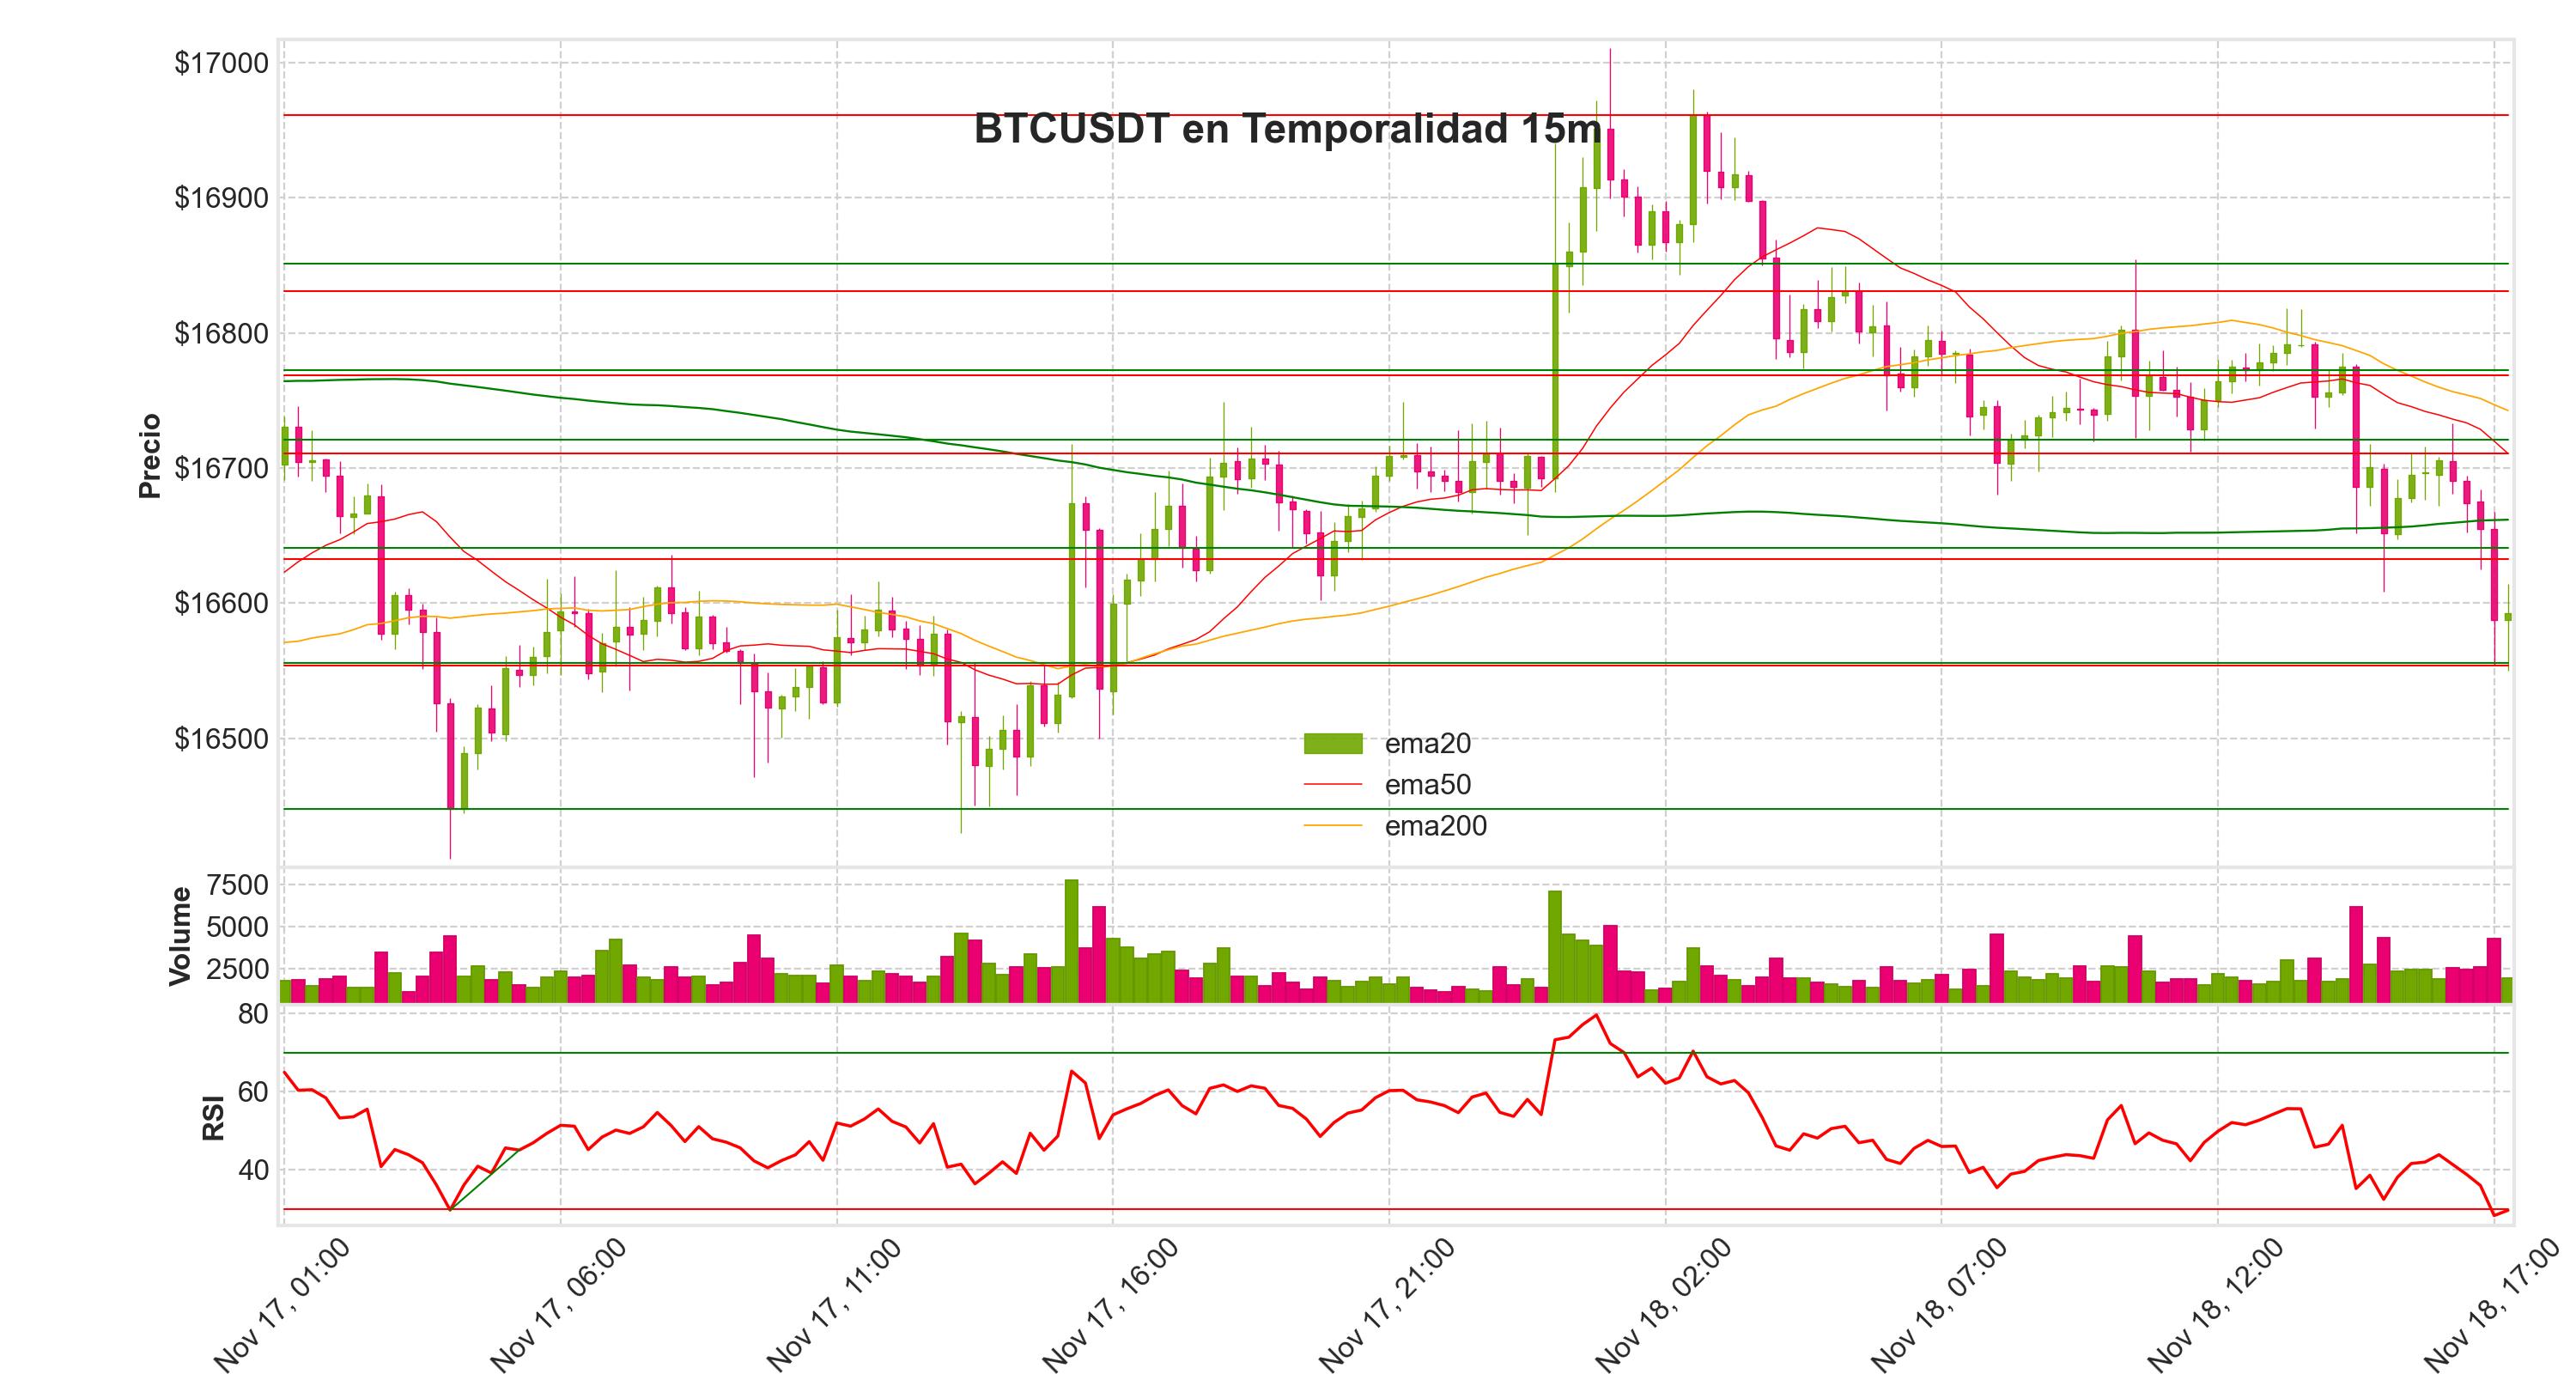 BTCUSDT en Temporalidad 15m
Precio
$17000
$16900
$16800
$16700
$16600
$16500
ema20
ema50
ema200
Volume
7500
5000
2500
RSI
80
60
40
Nov 17, 01:00
Nov 17, 06:00
Nov 17, 11:00
Nov 17, 16:00
Nov 17, 21:00
Nov 18, 02:00
Nov 18, 07:00
Nov 18, 12:00
Nov 18, 17:00